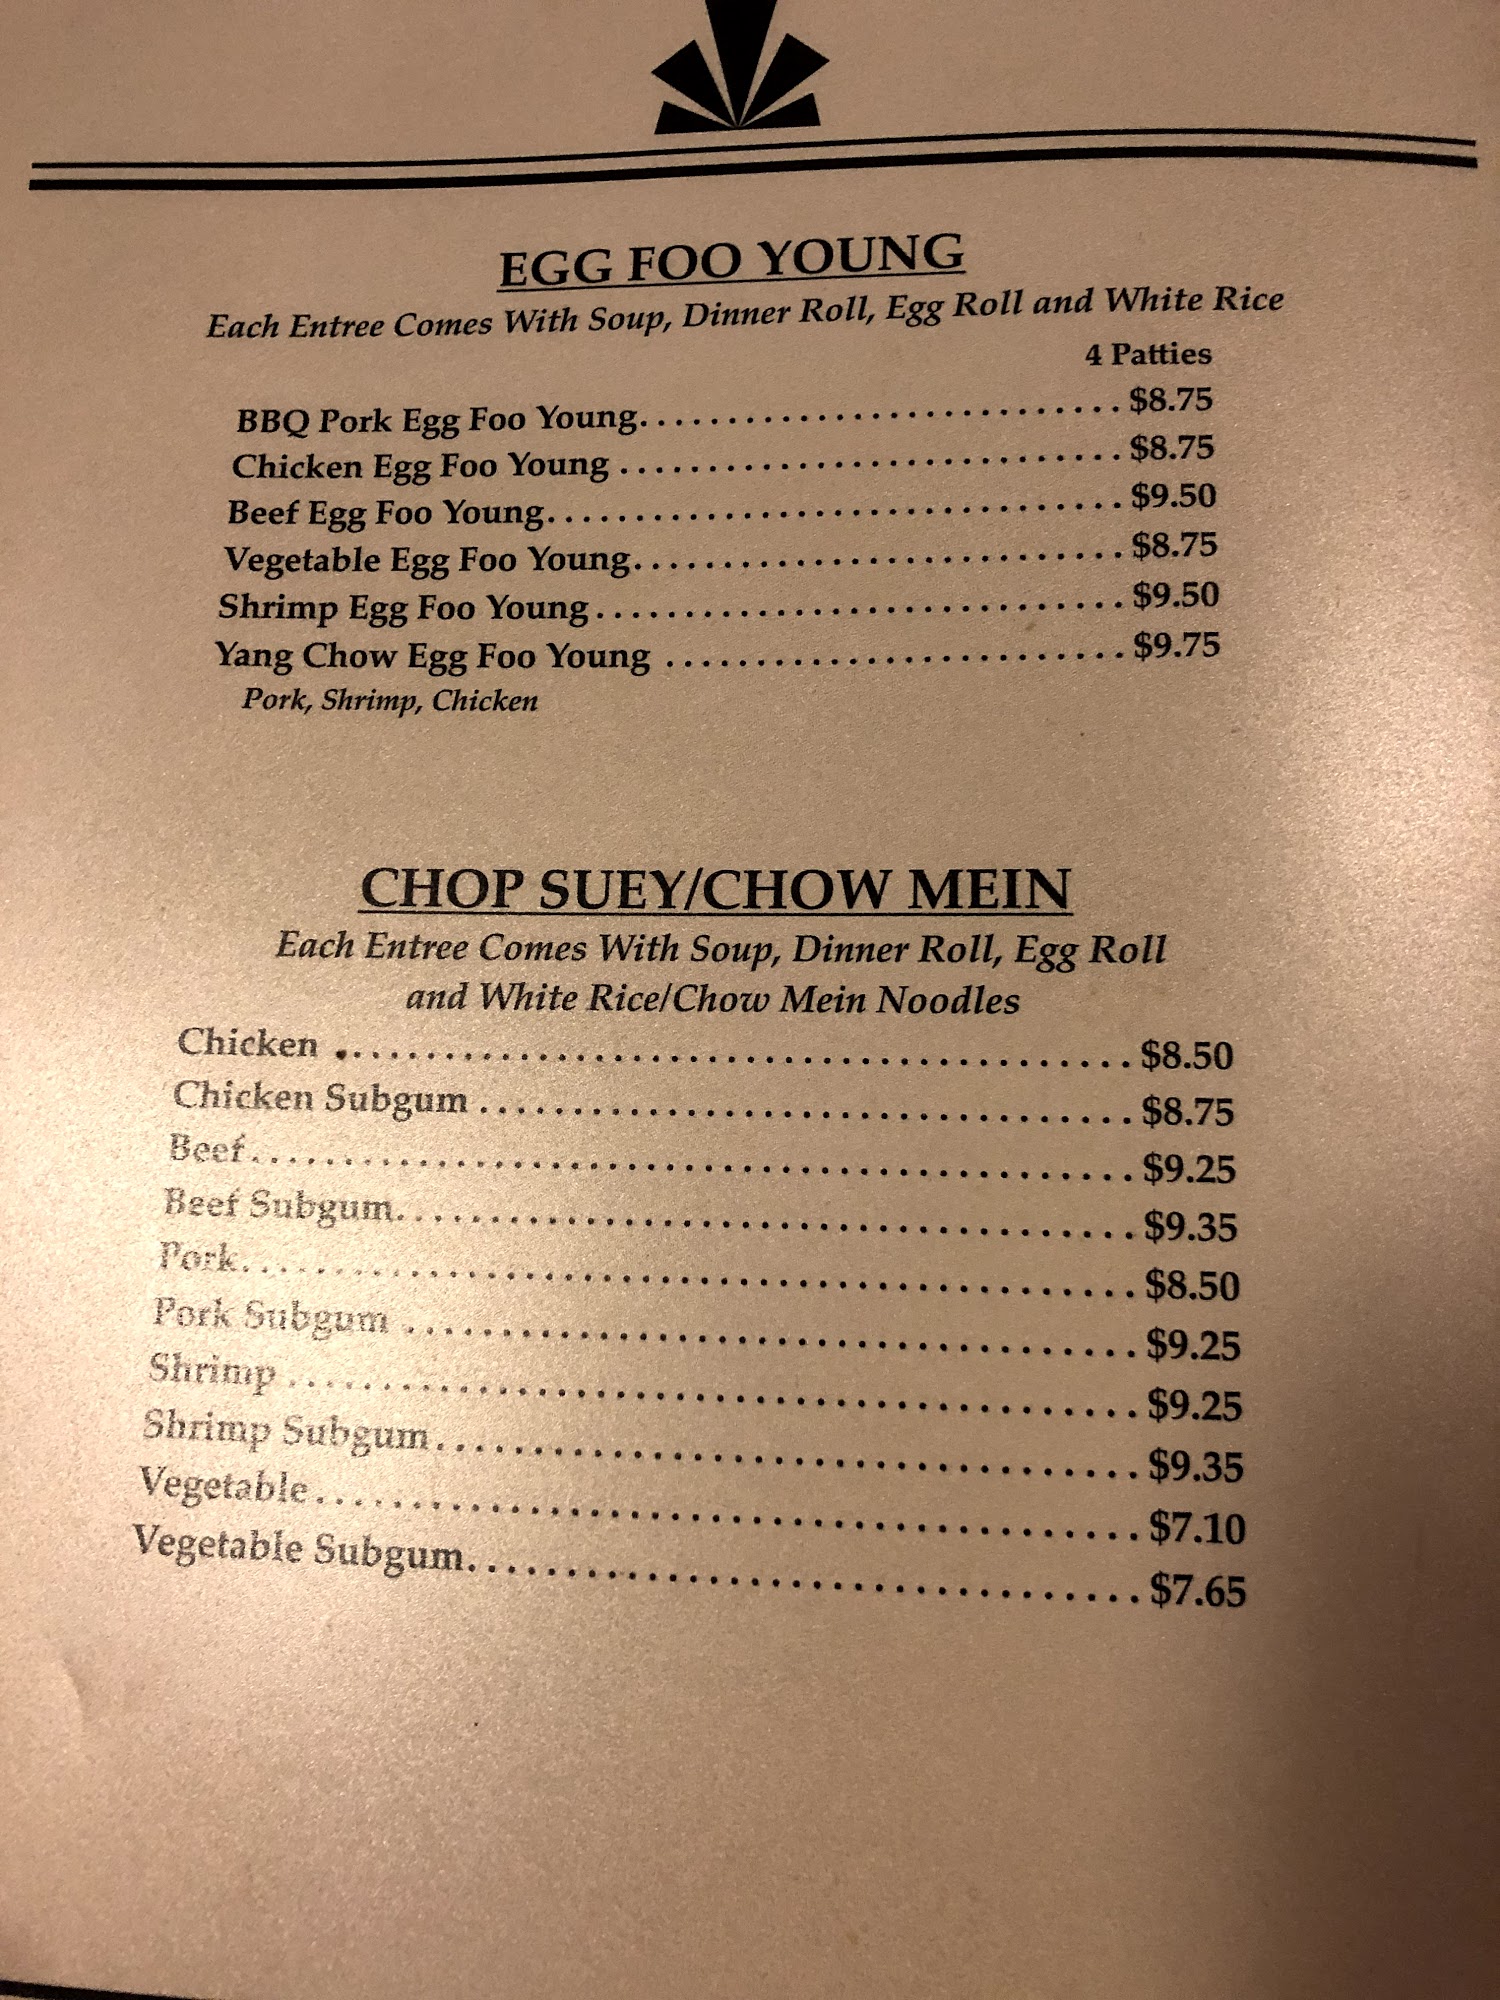 EGG FOO YOUNG
Each Entree Comes With Soup, Dinner Roll, Egg Roll and White Rice
4 Patties
BBQ Pork Egg Foo Young............................$8.75
Chicken Egg Foo Young .............................$8.75
Beef Egg Foo Young.................................$9.50
Vegetable Egg Foo Young............................$8.75
Shrimp Egg Foo Young..............................$9.50
Yang Chow Egg Foo Young ..........................$9.75
Pork, Shrimp, Chicken
CHOP SUEY/CHOW MEIN
Each Entree Comes With Soup, Dinner Roll, Egg Roll
and White Rice/Chow Mein Noodles
Chicken ...........................................$8.50
Chicken Subgum ...................................$8.75
Beef................................................$9.25
Beef Subgum.......................................$9.35
Pork................................................$8.50
Pork Subgum .......................................$9.25
Shrimp .............................................$9.25
Shrimp Subgum.....................................$9.35
Vegetable...........................................$7.10
Vegetable Subgum..................................$7.65